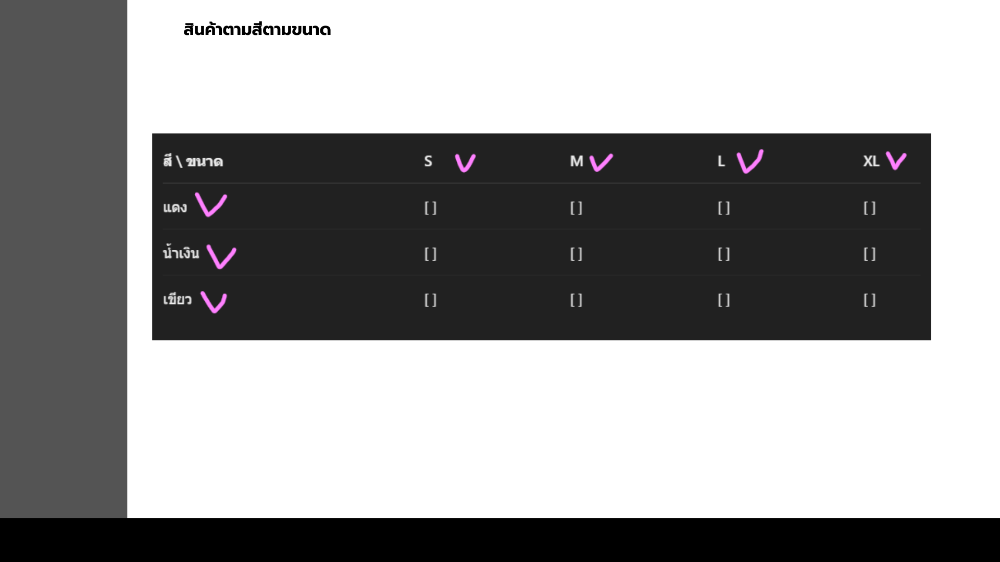 สินค้าตามสีตามขนาด
สี \ ขนาด S M L XL
แดง [ ] [ ] [ ] [ ]
น้ำเงิน [ ] [ ] [ ] [ ]
เขียว [ ] [ ] [ ] [ ]